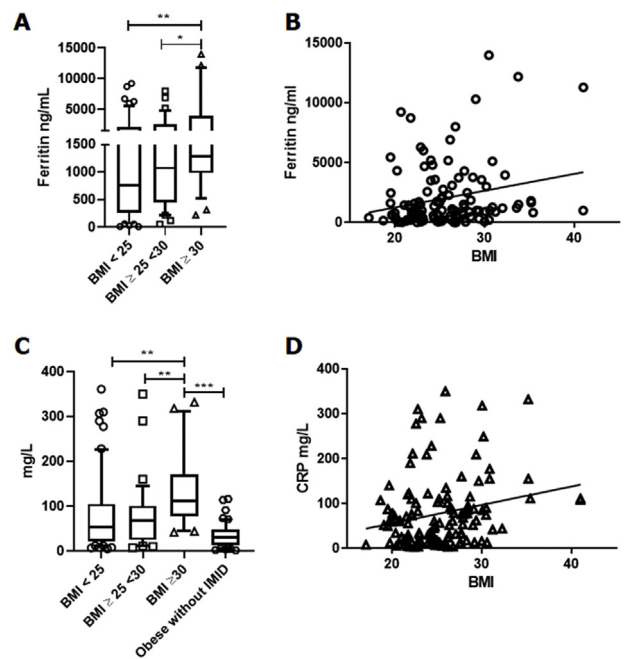 A
**
*
Ferritin ng/mL
15000
10000
5000
1500
1000
500
0
BMI < 25
BMI ≥ 25 <30
BMI ≥ 30
B
Ferritin ng/ml
15000
10000
5000
0
20 30 40
BMI
C
**
**
***
mg/L
400
300
200
100
0
BMI < 25
BMI ≥ 25 <30
BMI ≥30
Obese without IMID
D
CRP mg/L
400
300
200
100
0
20 30 40
BMI